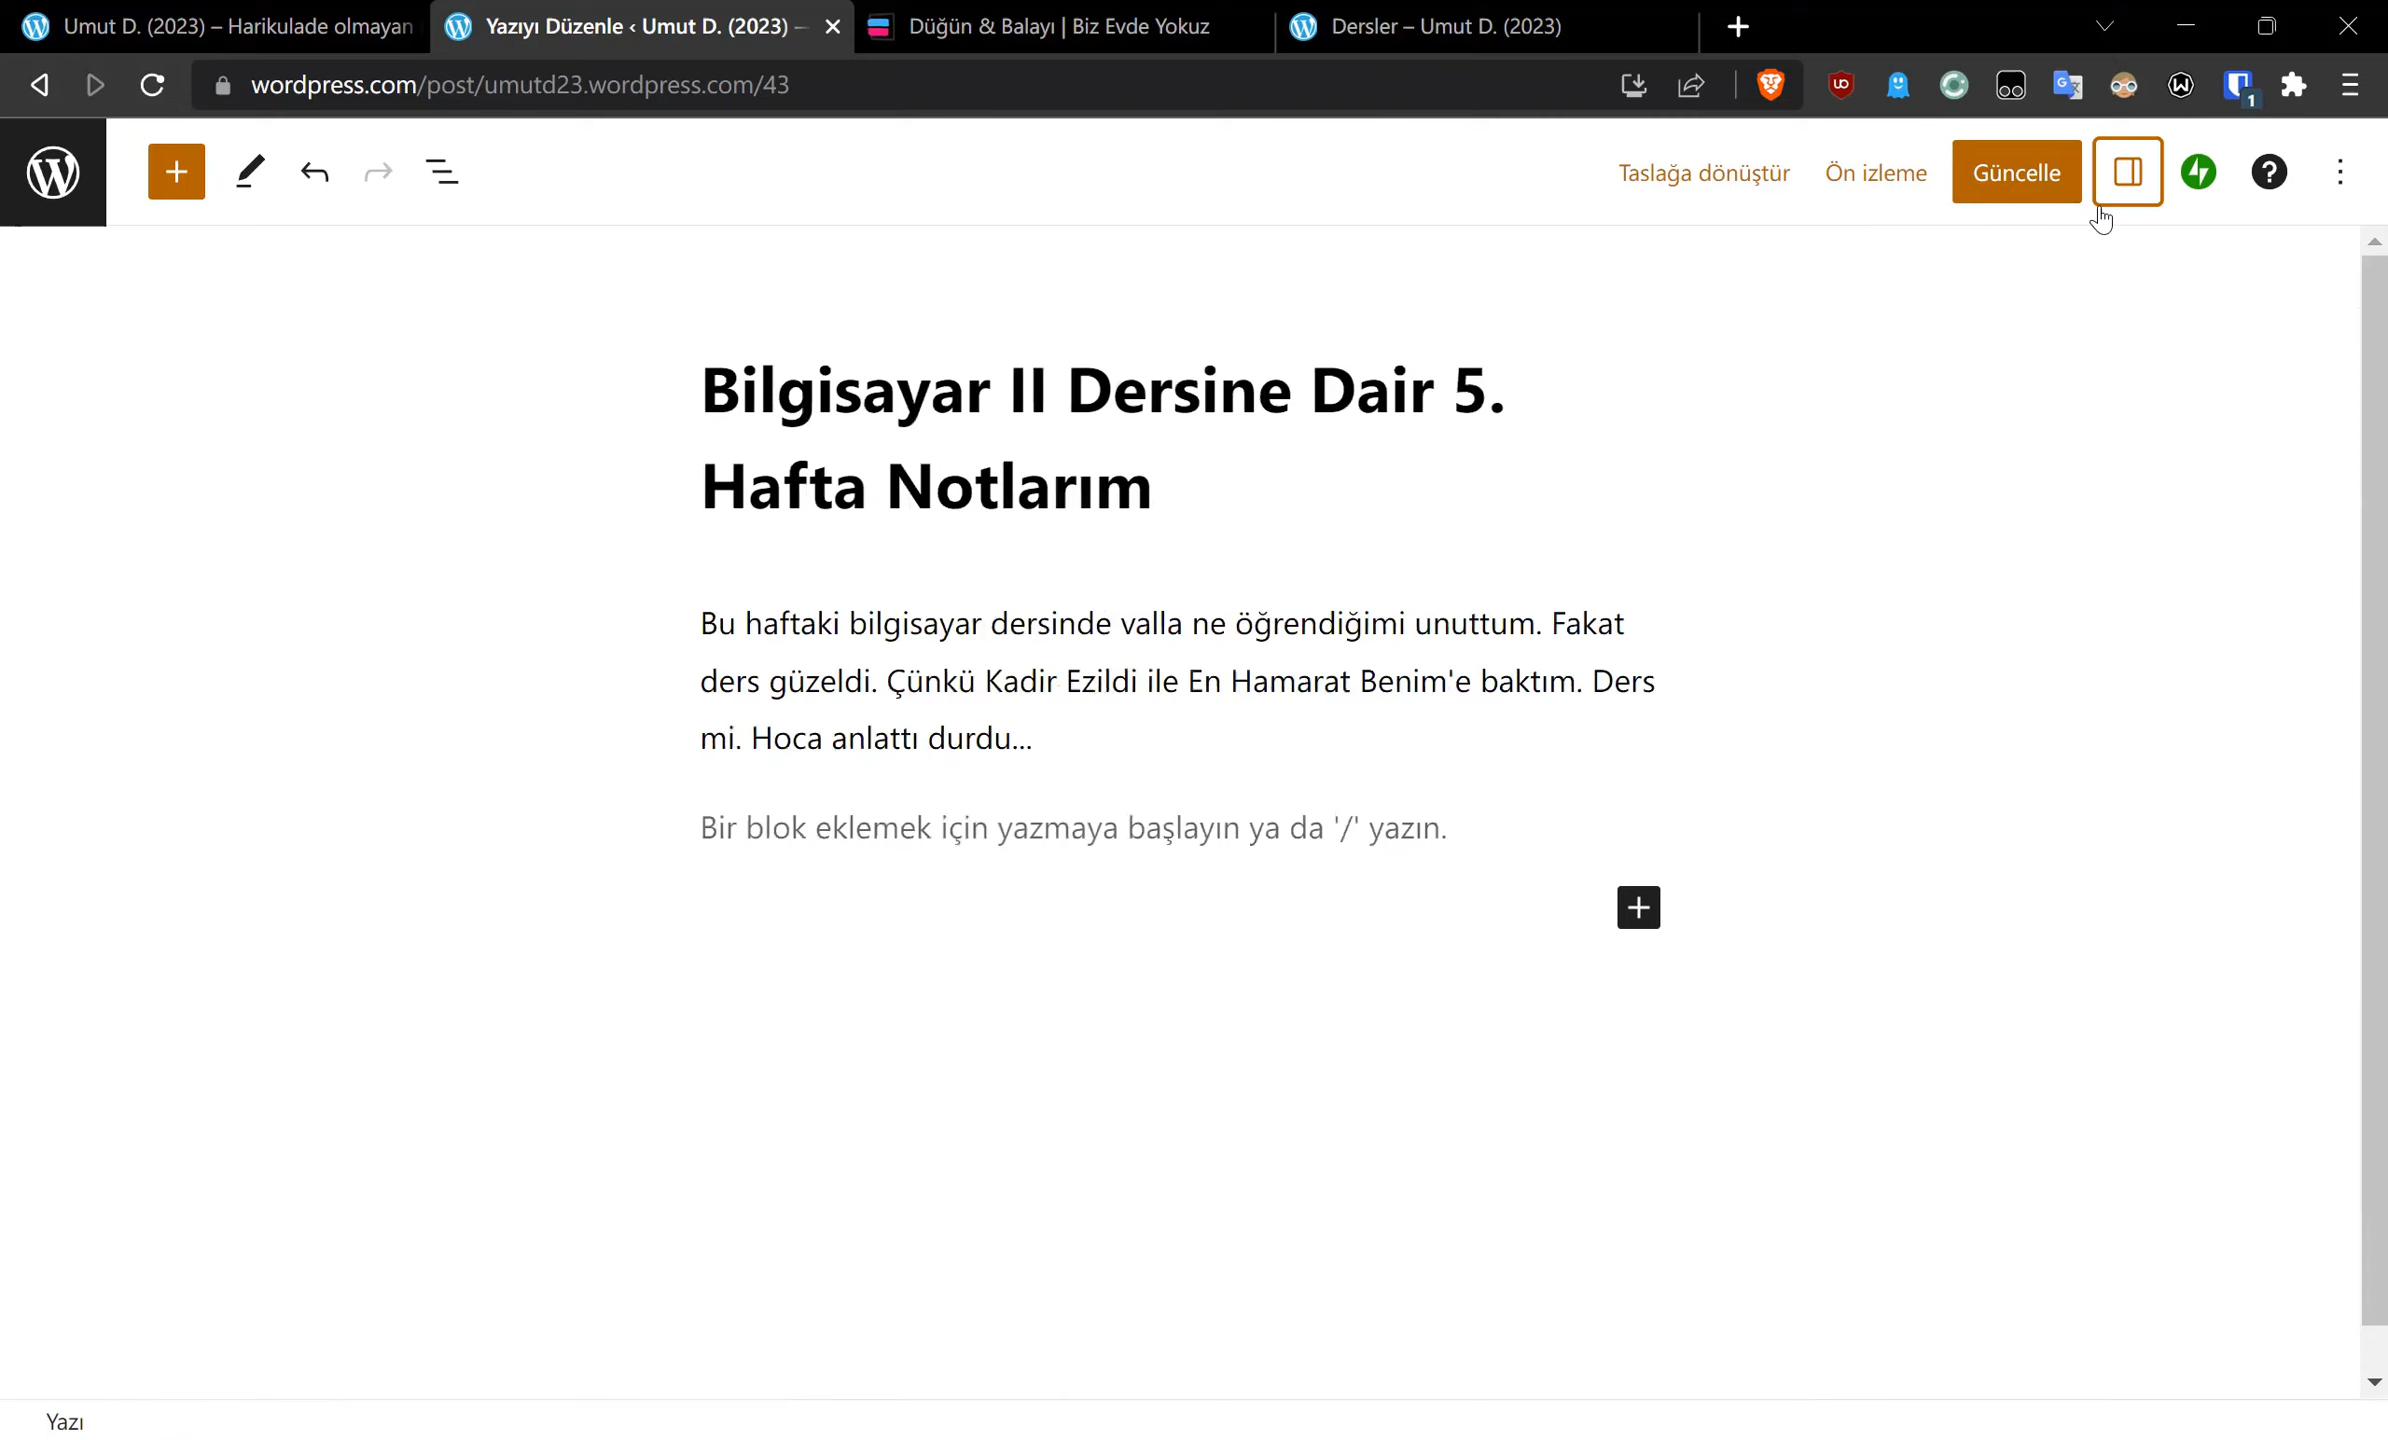 Umut D. (2023) – Harikulade olmayan
Yazıyı Düzenle ‹ Umut D. (2023) –
Düğün & Balayı | Biz Evde Yokuz
Dersler – Umut D. (2023)
wordpress.com/post/umutd23.wordpress.com/43
1
Taslağa dönüştür
Ön izleme
Güncelle
Bilgisayar II Dersine Dair 5.
Hafta Notlarım
Bu haftaki bilgisayar dersinde valla ne öğrendiğimi unuttum. Fakat
ders güzeldi. Çünkü Kadir Ezildi ile En Hamarat Benim'e baktım. Ders
mi. Hoca anlattı durdu...
Bir blok eklemek için yazmaya başlayın ya da '/' yazın.
Yazı